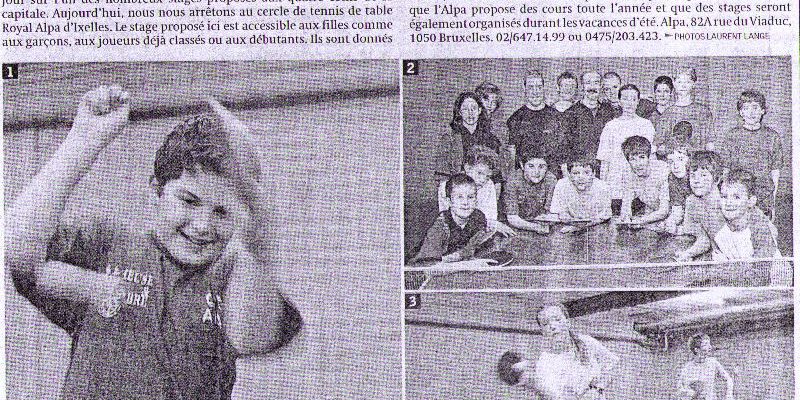 jour sur l'un des nombreux stages proposés
capitale. Aujourd'hui, nous nous arrêtons au cercle de tennis de table
Royal Alpa d'Ixelles. Le stage proposé ici est accessible aux filles comme
aux garçons, aux joueurs déjà classés ou aux débutants. Ils sont donnés
que l'Alpa propose des cours toute l'année et que des stages seront
également organisés durant les vacances d'été. Alpa, 82A rue du Viaduc,
1050 Bruxelles. 02/647.14.99 ou 0475/203.423. PHOTOS LAURENT LANGE
1
2
3